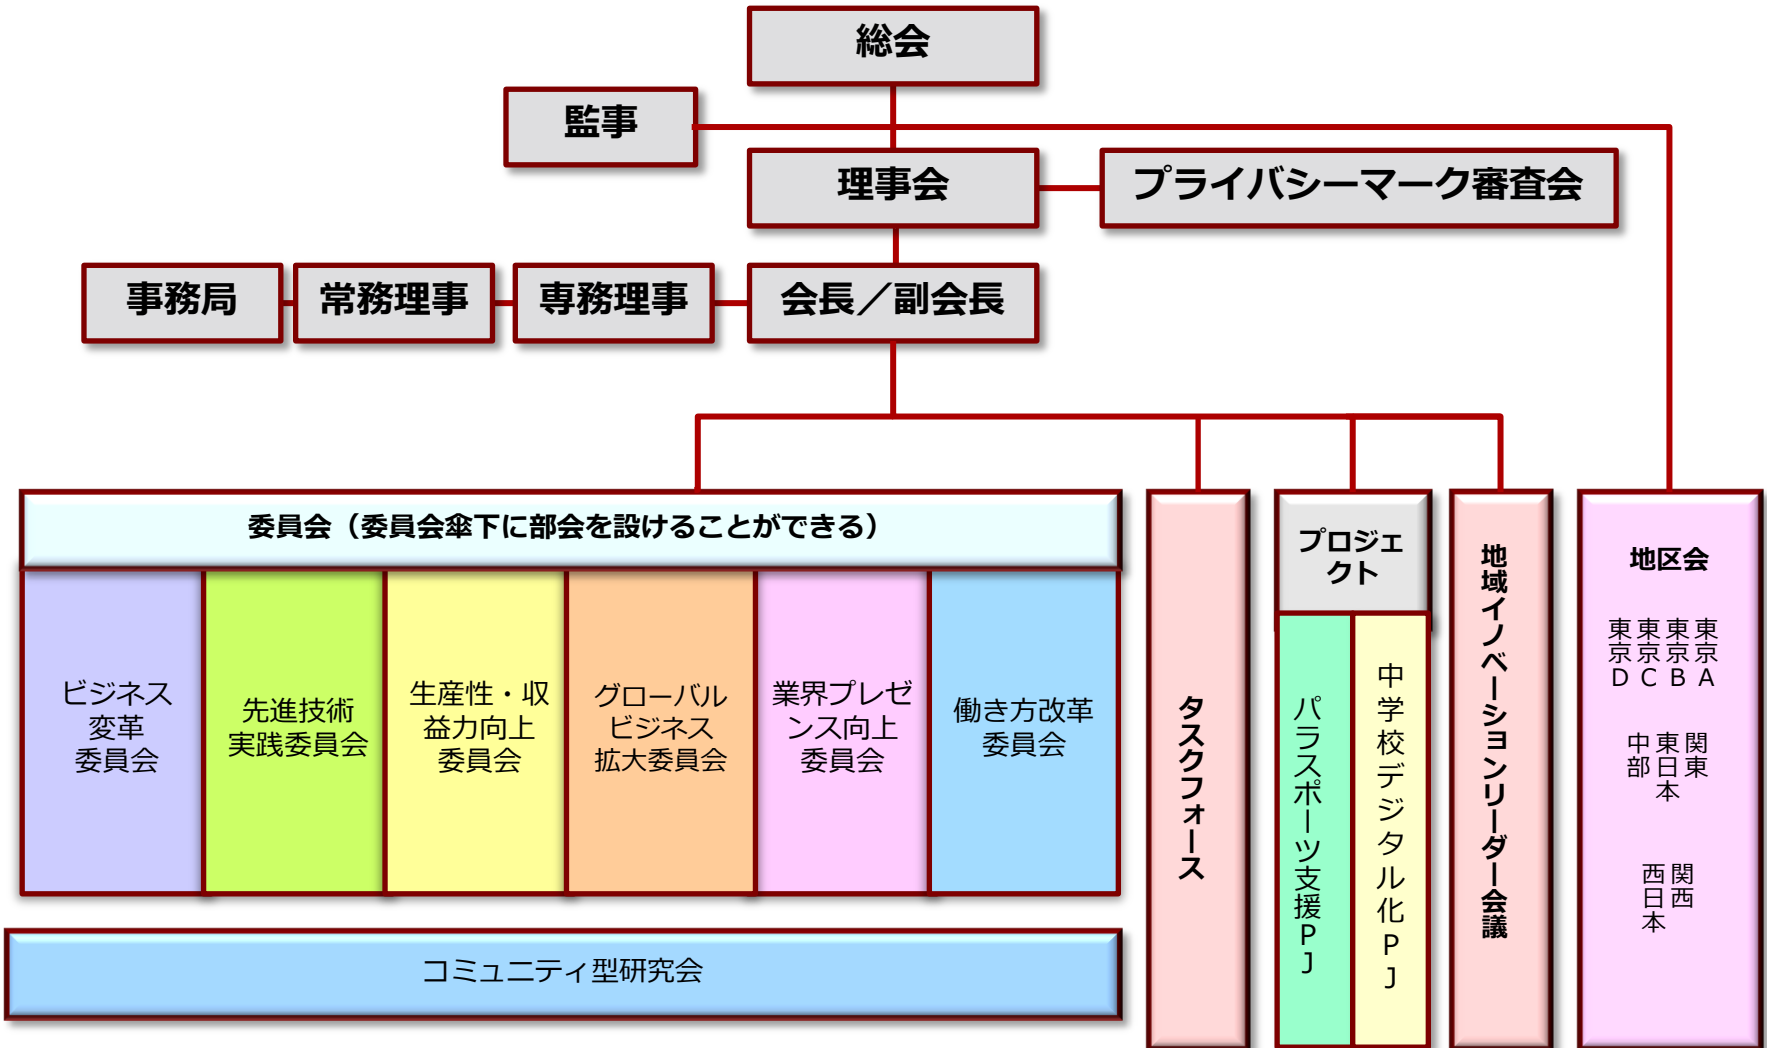 総会
監事
理事会
プライバシーマーク審査会
事務局
常務理事
専務理事
会長／副会長
委員会（委員会傘下に部会を設けることができる）
ビジネス
変革
委員会
先進技術
実践委員会
生産性・収
益力向上
委員会
グローバル
ビジネス
拡大委員会
業界プレゼ
ンス向上
委員会
働き方改革
委員会
コミュニティ型研究会
タスクフォース
プロジェ
クト
パラスポーツ支援ＰＪ
中学校デジタル化ＰＪ
地域イノベーションリーダー会議
地区会
東京Ａ
東京Ｂ
東京Ｃ
東京Ｄ
関東
東日本
中部
関西
西日本